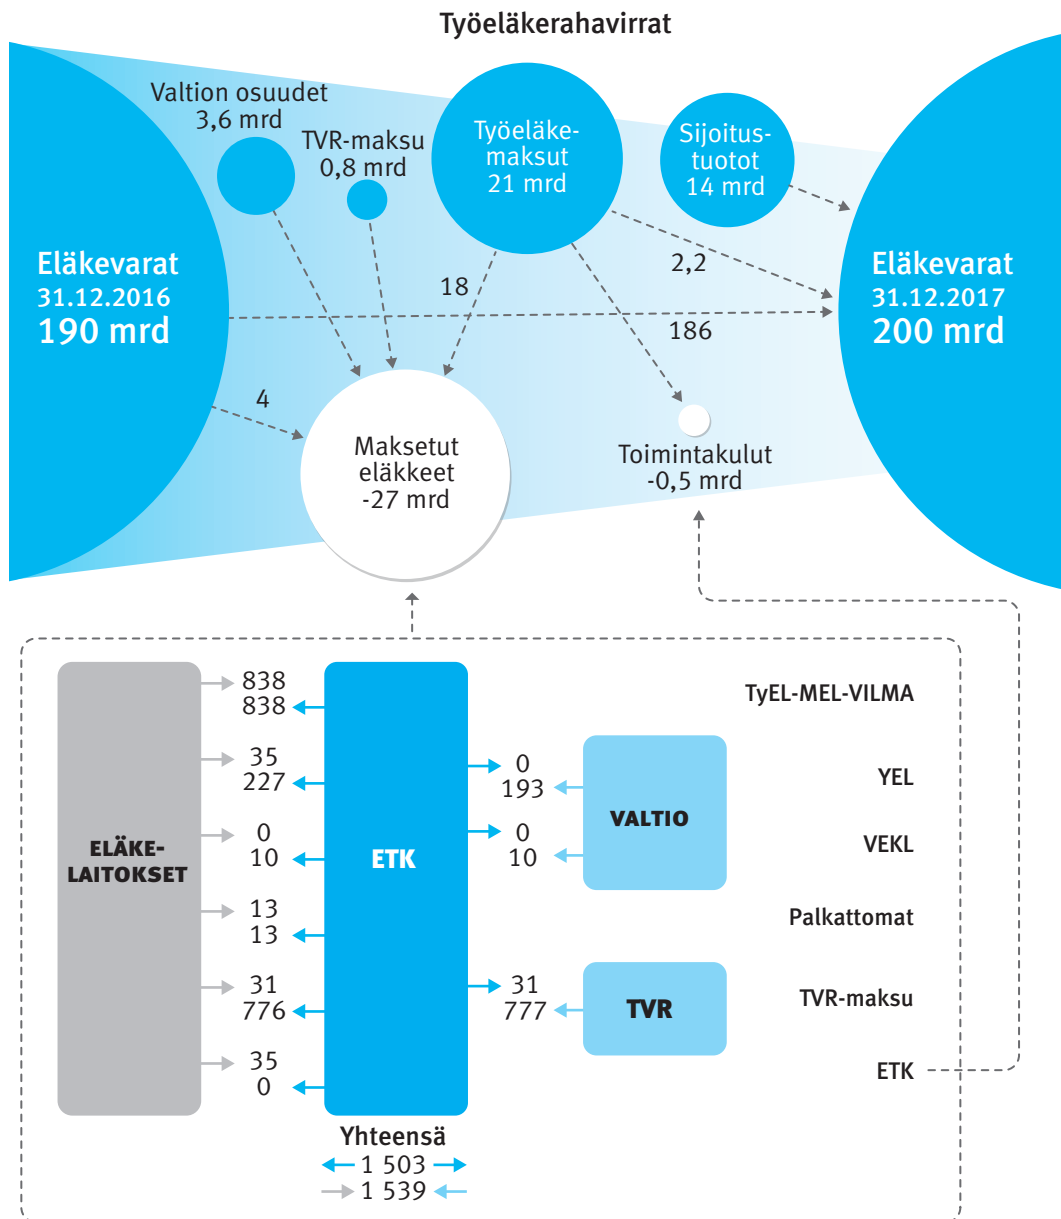 Työeläkerahavirrat
Valtion osuudet
3,6 mrd
TVR-maksu
0,8 mrd
Työeläke-
maksut
21 mrd
Sijoitus-
tuotot
14 mrd
Eläkevarat
31.12.2016
190 mrd
Eläkevarat
31.12.2017
200 mrd
18
2,2
186
4
Maksetut
eläkkeet
-27 mrd
Toimintakulut
-0,5 mrd
ELÄKE-
LAITOKSET
ETK
838
838
TyEL-MEL-VILMA
35
227
0
193
VALTIO
YEL
0
10
0
10
VEKL
13
13
Palkattomat
31
776
31
777
TVR
TVR-maksu
35
0
ETK
Yhteensä
1 503
1 539